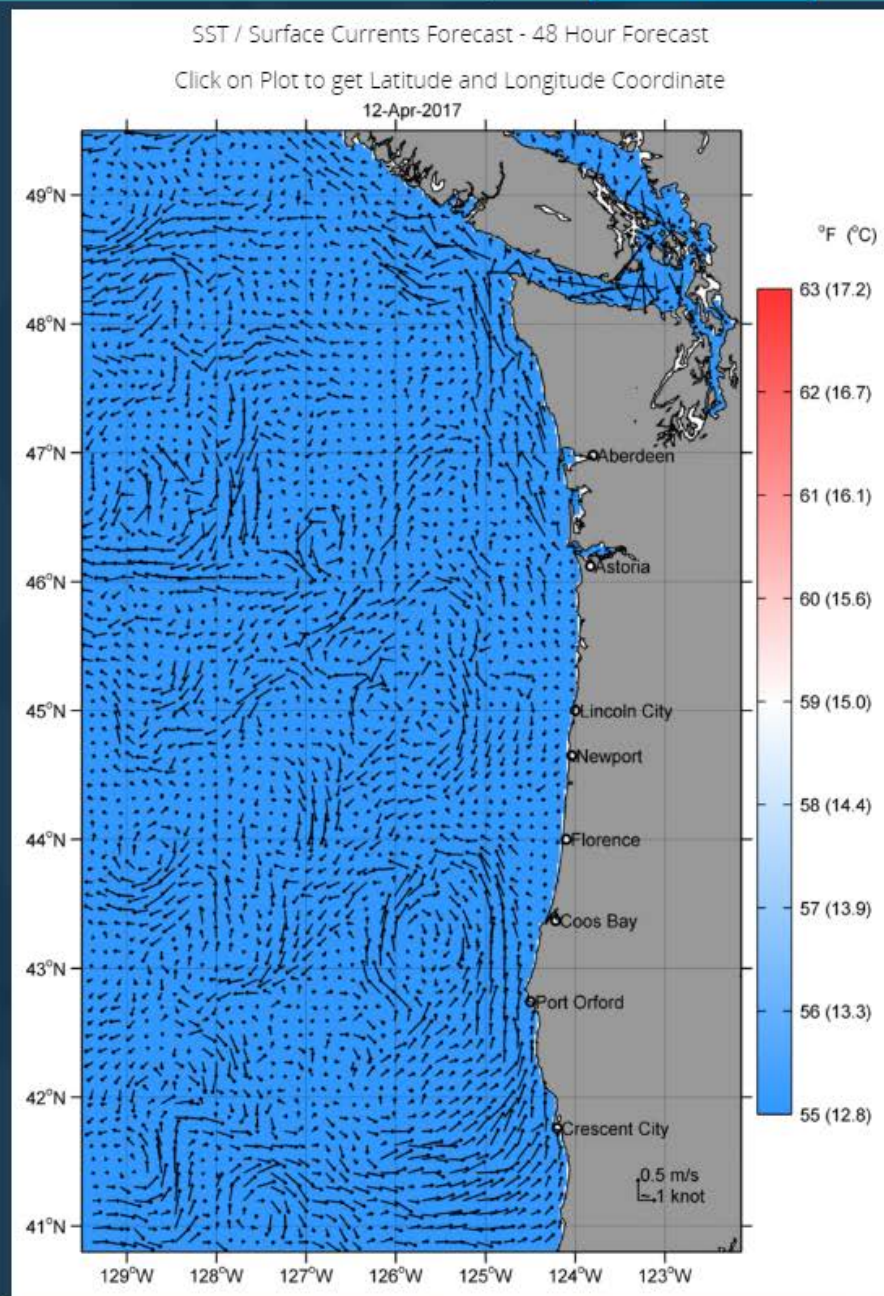 SST / Surface Currents Forecast - 48 Hour Forecast
Click on Plot to get Latitude and Longitude Coordinate
12-Apr-2017
49°N
48°N
47°N
46°N
45°N
44°N
43°N
42°N
41°N
Aberdeen
Astoria
Lincoln City
Newport
Florence
Coos Bay
Port Orford
Crescent City
0.5 m/s
1 knot
129°W
128°W
127°W
126°W
125°W
124°W
123°W
°F (°C)
63 (17.2)
62 (16.7)
61 (16.1)
60 (15.6)
59 (15.0)
58 (14.4)
57 (13.9)
56 (13.3)
55 (12.8)